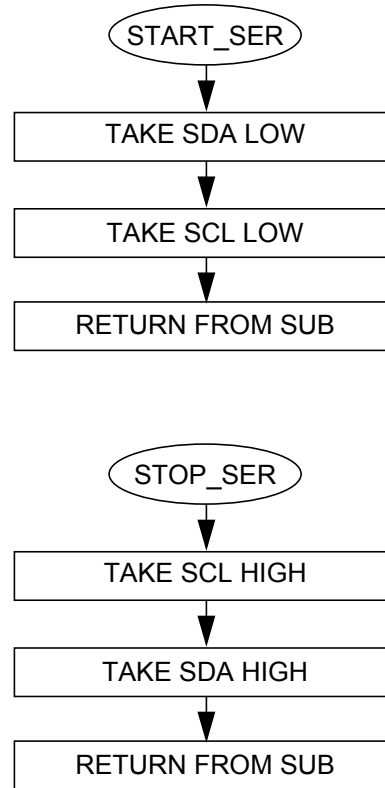 START_SER
TAKE SDA LOW
TAKE SCL LOW
RETURN FROM SUB
STOP_SER
TAKE SCL HIGH
TAKE SDA HIGH
RETURN FROM SUB